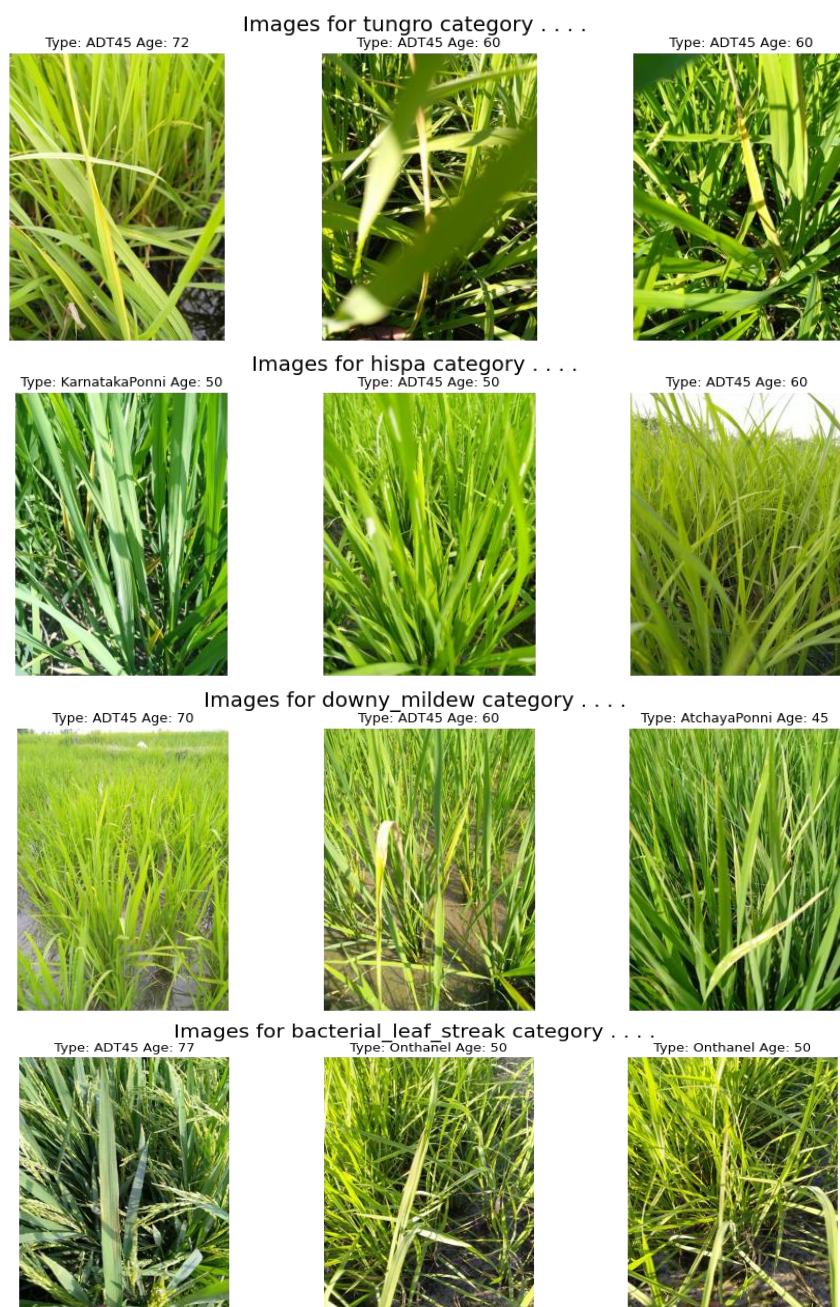 Images for tungro category . . . .
Type: ADT45 Age: 72
Type: ADT45 Age: 60
Type: ADT45 Age: 60
Images for hispa category . . . .
Type: KarnatakaPonni Age: 50
Type: ADT45 Age: 50
Type: ADT45 Age: 60
Images for downy_mildew category . . . .
Type: ADT45 Age: 70
Type: ADT45 Age: 60
Type: AtchayaPonni Age: 45
Images for bacterial_leaf_streak category . . . .
Type: ADT45 Age: 77
Type: Onthanel Age: 50
Type: Onthanel Age: 50